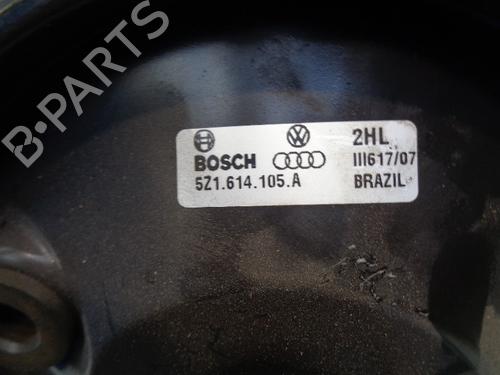 B-PARTS
2HL
BOSCH III617/07
5Z1.614.105.A BRAZIL